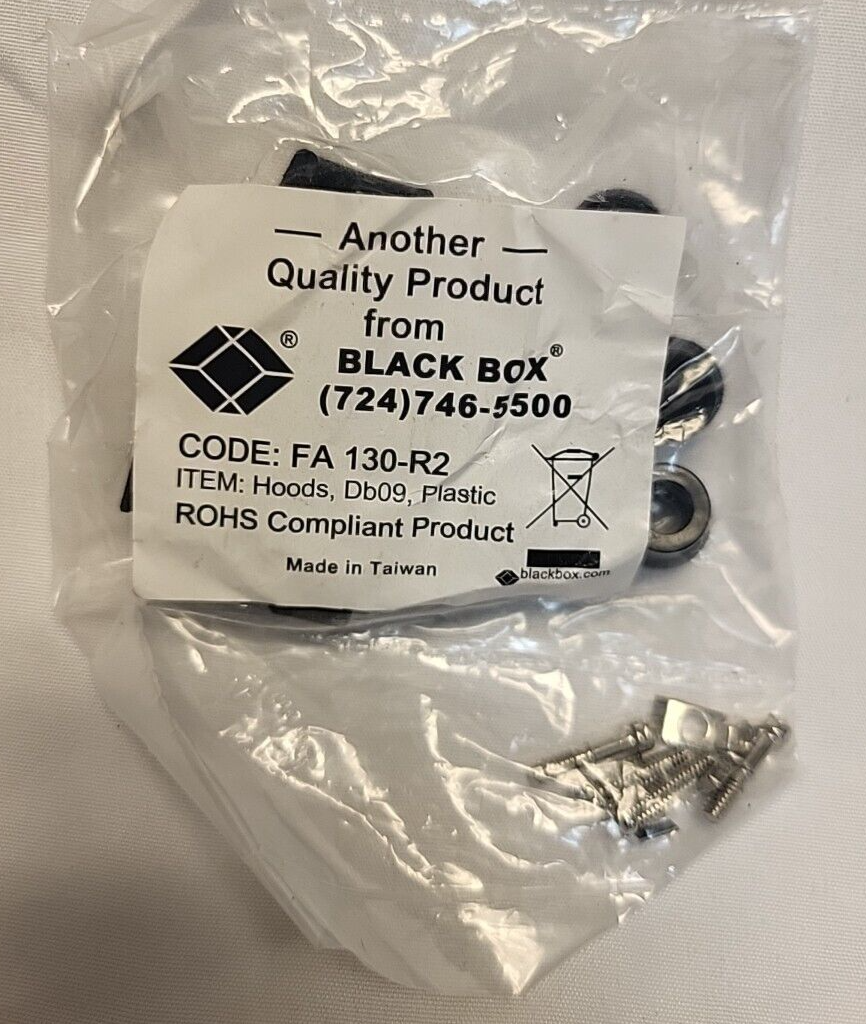 — Another —
Quality Product
from
BLACK BOX®
(724)746-5500
®
CODE: FA 130-R2
ITEM: Hoods, Db09, Plastic
ROHS Compliant Product
Made in Taiwan
blackbox.com